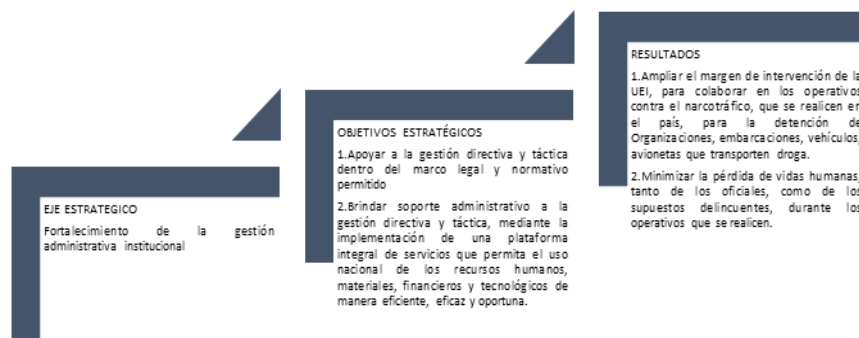 EJE ESTRATEGICO
Fortalecimiento de la gestión
administrativa institucional
OBJETIVOS ESTRATÉGICOS
1.Apoyar a la gestión directiva y táctica
dentro del marco legal y normativo
permitido
2.Brindar soporte administrativo a la
gestión directiva y táctica, mediante la
implementación de una plataforma
integral de servicios que permita el uso
nacional de los recursos humanos,
materiales, financieros y tecnológicos de
manera eficiente, eficaz y oportuna.
RESULTADOS
1.Ampliar el margen de intervención de la
UEI, para colaborar en los operativos
contra el narcotráfico, que se realicen en
el país, para la detención de
Organizaciones, embarcaciones, vehículos,
avionetas que transporten droga.
2.Minimizar la pérdida de vidas humanas,
tanto de los oficiales, como de los
supuestos delincuentes, durante los
operativos que se realicen.